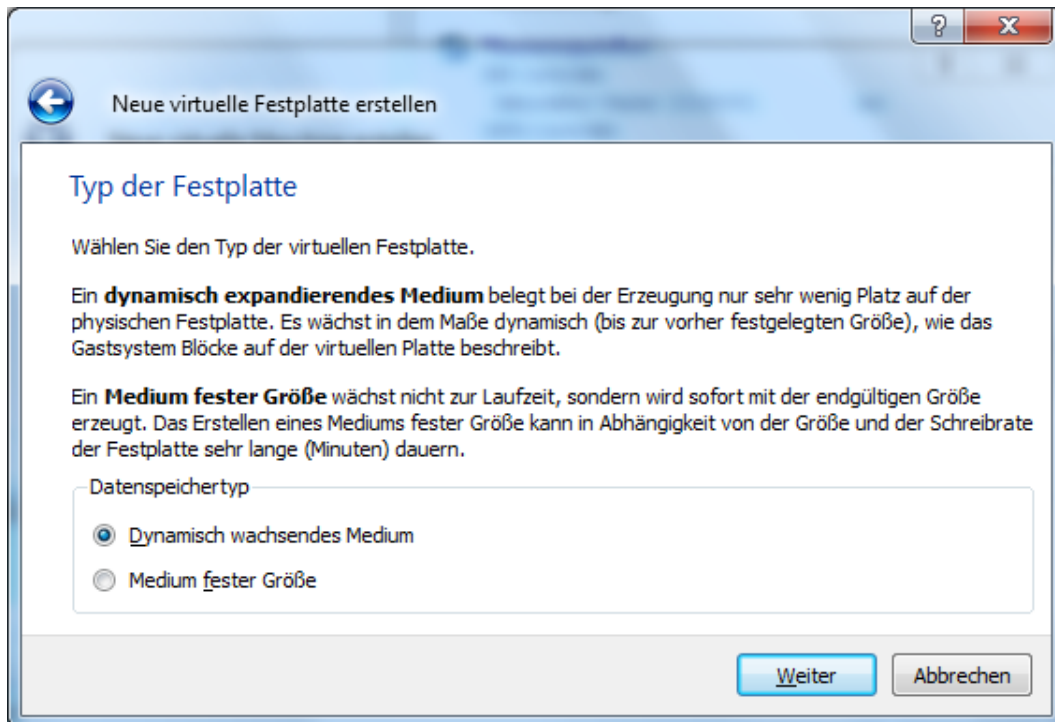 Neue virtuelle Festplatte erstellen
Typ der Festplatte
Wählen Sie den Typ der virtuellen Festplatte.
Ein dynamisch expandierendes Medium belegt bei der Erzeugung nur sehr wenig Platz auf der
physischen Festplatte. Es wächst in dem Maße dynamisch (bis zur vorher festgelegten Größe), wie das
Gastsystem Blöcke auf der virtuellen Platte beschreibt.
Ein Medium fester Größe wächst nicht zur Laufzeit, sondern wird sofort mit der endgültigen Größe
erzeugt. Das Erstellen eines Mediums fester Größe kann in Abhängigkeit von der Größe und der Schreibrate
der Festplatte sehr lange (Minuten) dauern.
Datenspeichertyp
Dynamisch wachsendes Medium
Medium fester Größe
Weiter Abbrechen